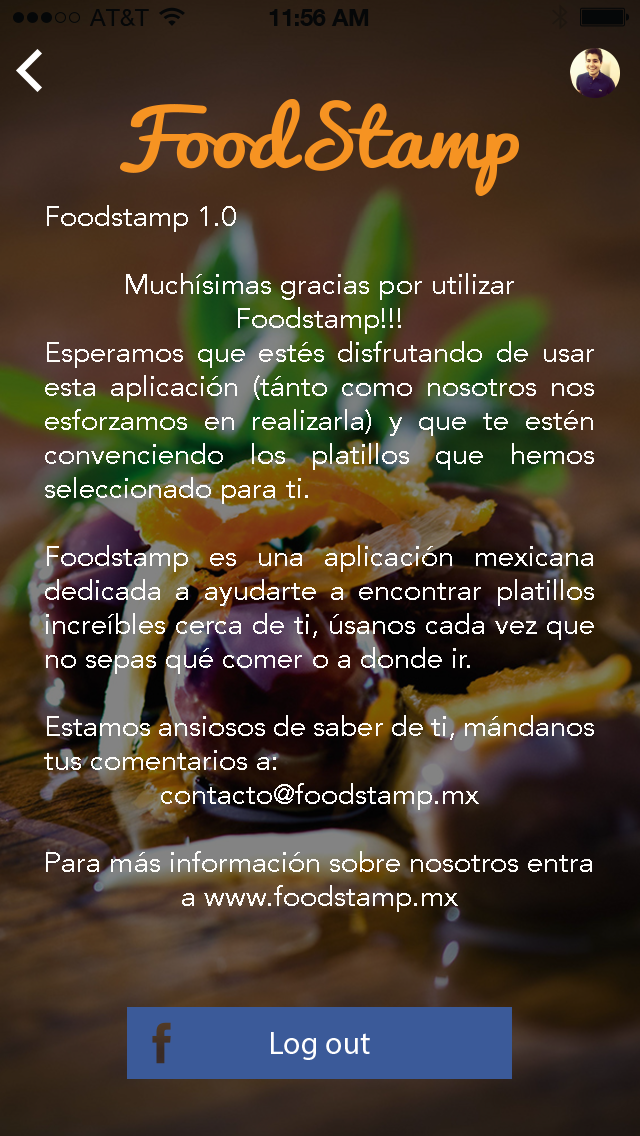 AT&T
11:56 AM
FoodStamp
Foodstamp 1.0
Muchísimas gracias por utilizar
Foodstamp!!!
Esperamos que estés disfrutando de usar
esta aplicación (tánto como nosotros nos
esforzamos en realizarla) y que te estén
convenciendo los platillos que hemos
seleccionado para ti.
Foodstamp es una aplicación mexicana
dedicada a ayudarte a encontrar platillos
increíbles cerca de ti, úsanos cada vez que
no sepas qué comer o a donde ir.
Estamos ansiosos de saber de ti, mándanos
tus comentarios a:
contacto@foodstamp.mx
Para más información sobre nosotros entra
a www.foodstamp.mx
f Log out